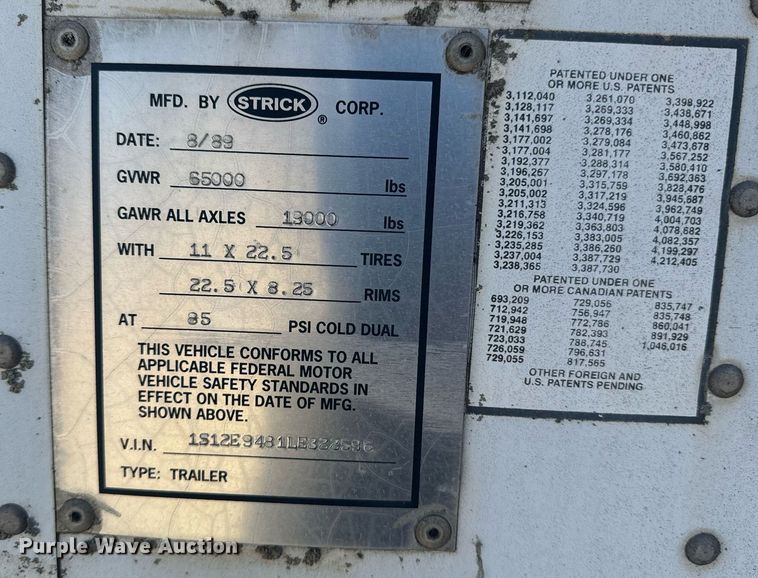 MFD. BY STRICK ® CORP.
DATE: 8/89
GVWR 65000 lbs
GAWR ALL AXLES 19000 lbs
WITH 11 X 22.5 TIRES
22.5 X 8.25 RIMS
AT 85 PSI COLD DUAL
THIS VEHICLE CONFORMS TO ALL
APPLICABLE FEDERAL MOTOR
VEHICLE SAFETY STANDARDS IN
EFFECT ON THE DATE OF MFG.
SHOWN ABOVE.
V.I.N.
TYPE: TRAILER
PATENTED UNDER ONE
OR MORE U.S. PATENTS
3,112,040 3,261,070 3,398,922
3,128,117 3,269,333 3,438,671
3,141,697 3,269,334 3,448,998
3,141,698 3,278,176 3,460,862
3,177,002 3,279,084 3,473,678
3,177,004 3,281,177 3,567,252
3,192,377 3,288,314 3,580,410
3,196,267 3,297,178 3,692,363
3,205,001 3,315,759 3,828,476
3,205,002 3,317,219 3,945,687
3,211,313 3,324,596 3,962,749
3,216,758 3,340,719 4,004,703
3,219,362 3,363,803 4,078,682
3,226,153 3,383,005 4,082,357
3,235,285 3,386,260 4,199,297
3,237,004 3,387,729 4,212,405
3,238,365 3,387,730
PATENTED UNDER ONE
OR MORE CANADIAN PATENTS
693,209 729,056 835,747
712,942 756,947 835,748
719,948 772,786 860,041
721,629 782,393 891,929
723,033 788,745 1,046,016
726,059 796,631
729,055 817,565
OTHER FOREIGN AND
U.S. PATENTS PENDING
Purple Wave Auction